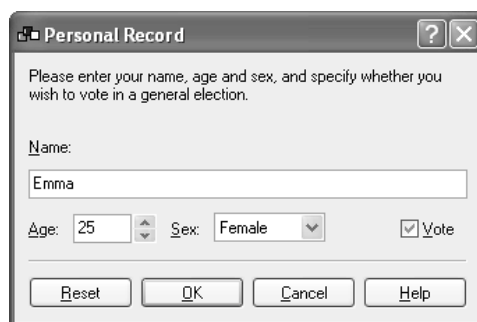 Personal Record
Please enter your name, age and sex, and specify whether you
wish to vote in a general election.
Name:
Emma
Age: 25 Sex: Female Vote
Reset OK Cancel Help